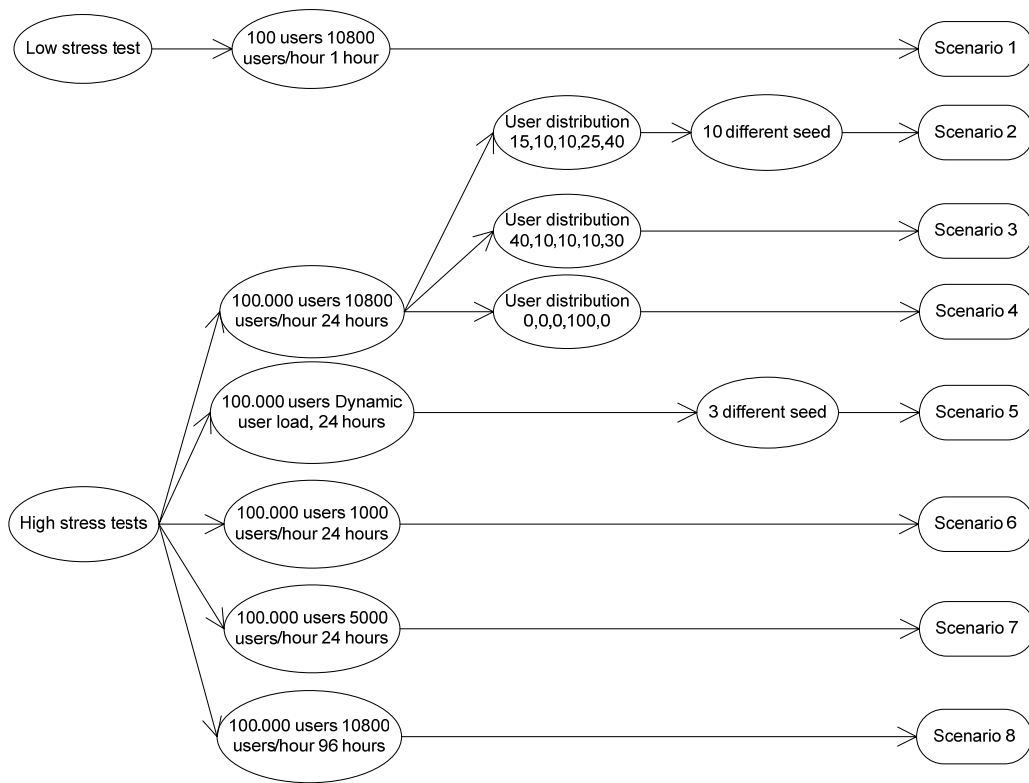 Low stress test
100 users 10800
users/hour 1 hour
Scenario 1
User distribution
15,10,10,25,40
10 different seed
Scenario 2
User distribution
40,10,10,10,30
Scenario 3
100.000 users 10800
users/hour 24 hours
User distribution
0,0,0,100,0
Scenario 4
100.000 users Dynamic
user load, 24 hours
3 different seed
Scenario 5
High stress tests
100.000 users 1000
users/hour 24 hours
Scenario 6
100.000 users 5000
users/hour 24 hours
Scenario 7
100.000 users 10800
users/hour 96 hours
Scenario 8